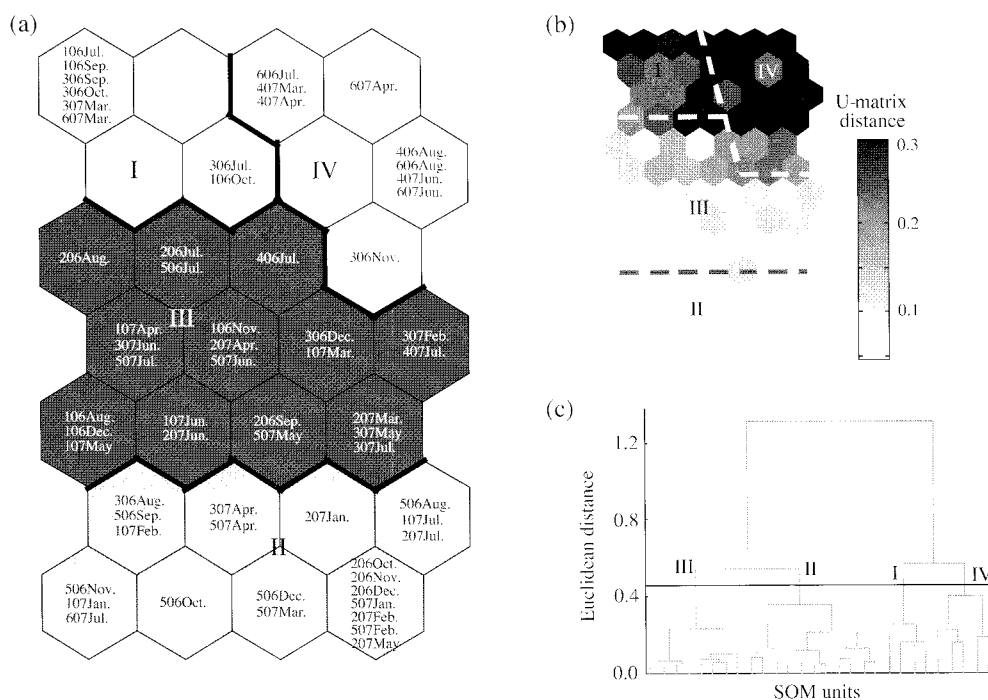 (a)
106Jul.
106Sep.
306Sep.
306Oct.
307Mar.
607Mar.
606Jul.
407Mar.
407Apr.
607Apr.
I
306Jul.
106Oct.
IV
406Aug.
606Aug.
407Jun.
607Jun.
206Aug.
206Jul.
506Jul.
406Jul.
306Nov.
III
107Apr.
307Jun.
507Jul.
106Nov.
207Apr.
507Jun.
306Dec.
107Mar.
307Feb.
407Jul.
106Aug.
106Dec.
107May
107Jun.
207Jun.
206Sep.
507May
207Mar.
307May
307Jul.
306Aug.
506Sep.
107Feb.
307Apr.
507Apr.
207Jan.
506Aug.
107Jul.
207Jul.
II
506Nov.
107Jan.
607Jul.
506Oct.
506Dec.
507Mar.
206Oct.
206Nov.
206Dec.
507Jan.
207Feb.
507Feb.
207May
(b)
I
IV
III
II
U-matrix
distance
0.3
0.2
0.1
(c)
Euclidean distance
1.2
0.8
0.4
0.0
III
II
I
IV
SOM units